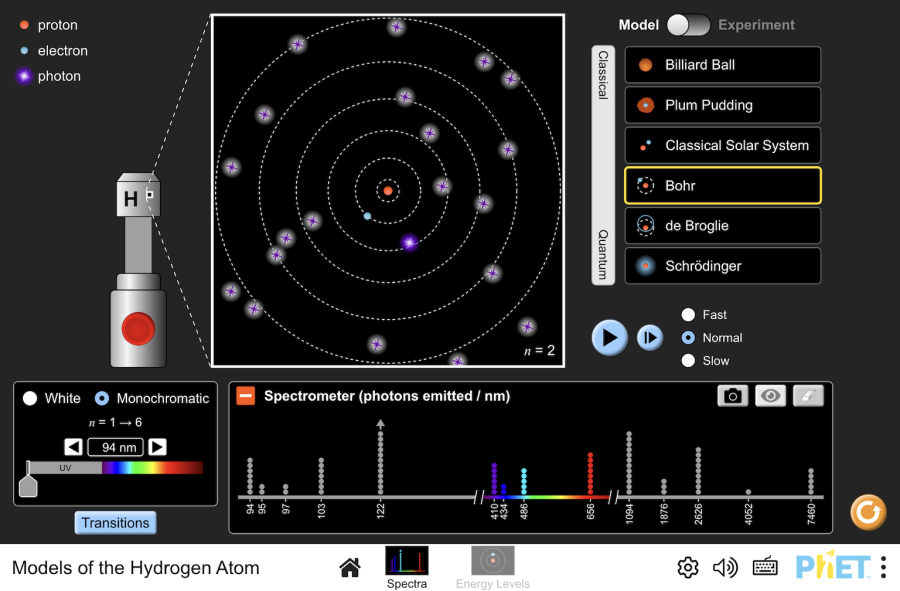 proton
electron
photon
H
n = 2
Model Experiment
Classical
Quantum
Billiard Ball
Plum Pudding
Classical Solar System
Bohr
de Broglie
Schrödinger
Fast
Normal
Slow
White Monochromatic
n = 1 → 6
94 nm
UV
Transitions
Spectrometer (photons emitted / nm)
94 95 97 103 122 410 434 486 656 1094 1876 2626 4052 7460
Models of the Hydrogen Atom
Spectra
Energy Levels
PhET